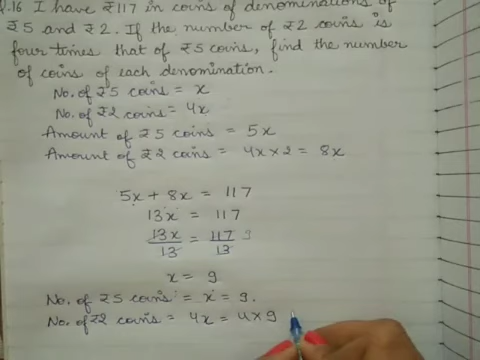 .16 I have ₹117 in coins of denominations of
₹5 and ₹2. If the number of ₹2 coins is
four times that of ₹5 coins, find the number
of coins of each denomination.
No. of ₹5 coins = x
No. of ₹2 coins = 4x
Amount of ₹5 coins = 5x
Amount of ₹2 coins = 4x×2 = 8x
5x + 8x = 117
13x = 117
13x/13 = 117/13 9
x = 9
No. of ₹5 coins = x = 9.
No. of ₹2 coins = 4x = 4×9